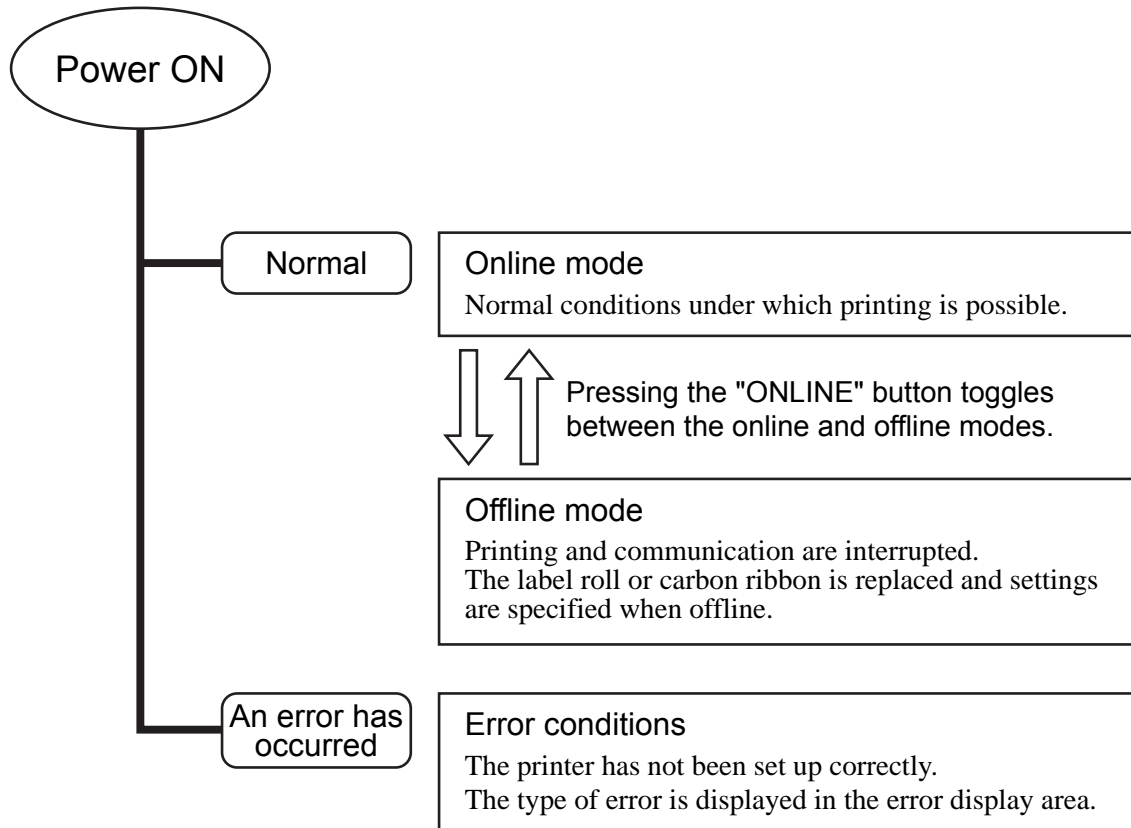 Power ON
Normal
Online mode
Normal conditions under which printing is possible.
Pressing the "ONLINE" button toggles
between the online and offline modes.
Offline mode
Printing and communication are interrupted.
The label roll or carbon ribbon is replaced and settings
are specified when offline.
An error has
occurred
Error conditions
The printer has not been set up correctly.
The type of error is displayed in the error display area.